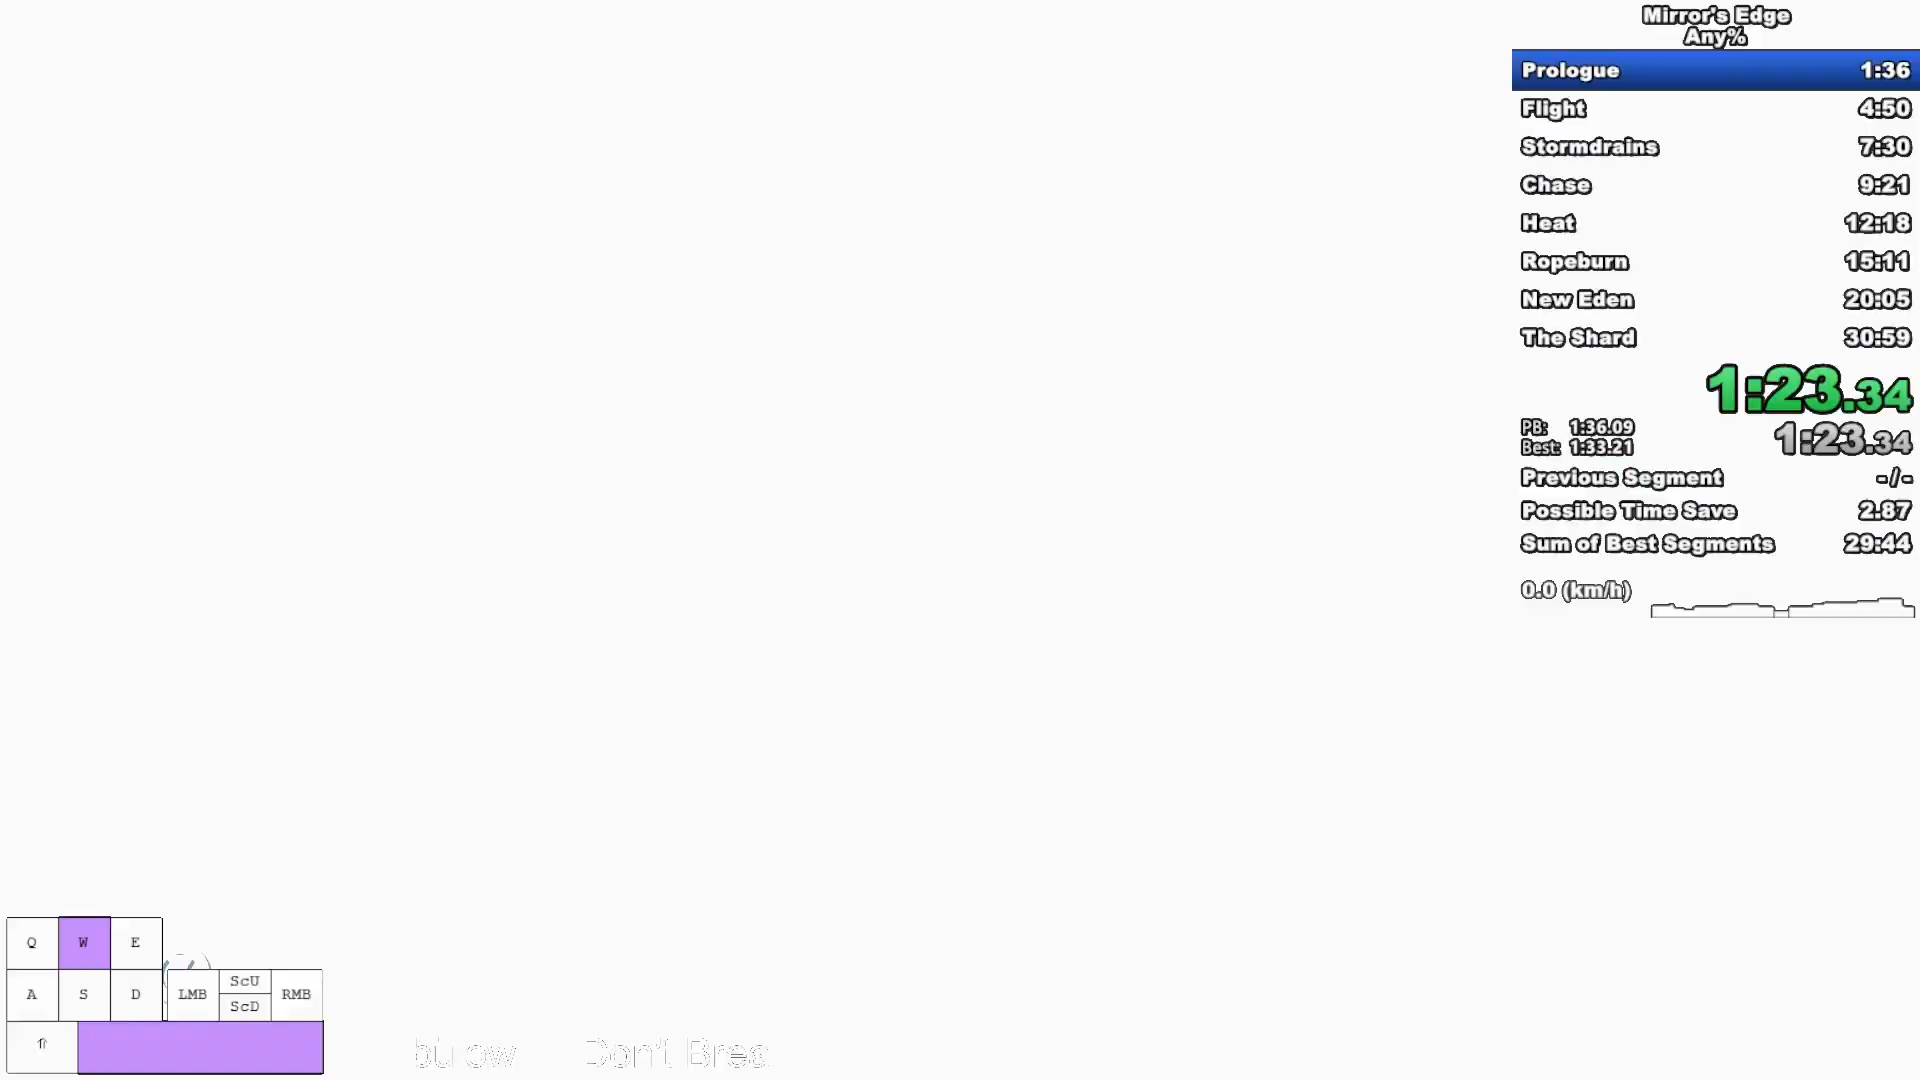 Mirror's Edge
Any%
Prologue 1:36
Flight 4:50
Stormdrains 7:30
Chase 9:21
Heat 12:18
Ropeburn 15:11
New Eden 20:05
The Shard 30:59
1:23.34
PB: 1:36.09
Best: 1:33.21
1:23.34
Previous Segment -/-
Possible Time Save 2.87
Sum of Best Segments 29:44
0.0 (km/h)
Q W E
A S D LMB ScU ScD RMB
⇑
Don't